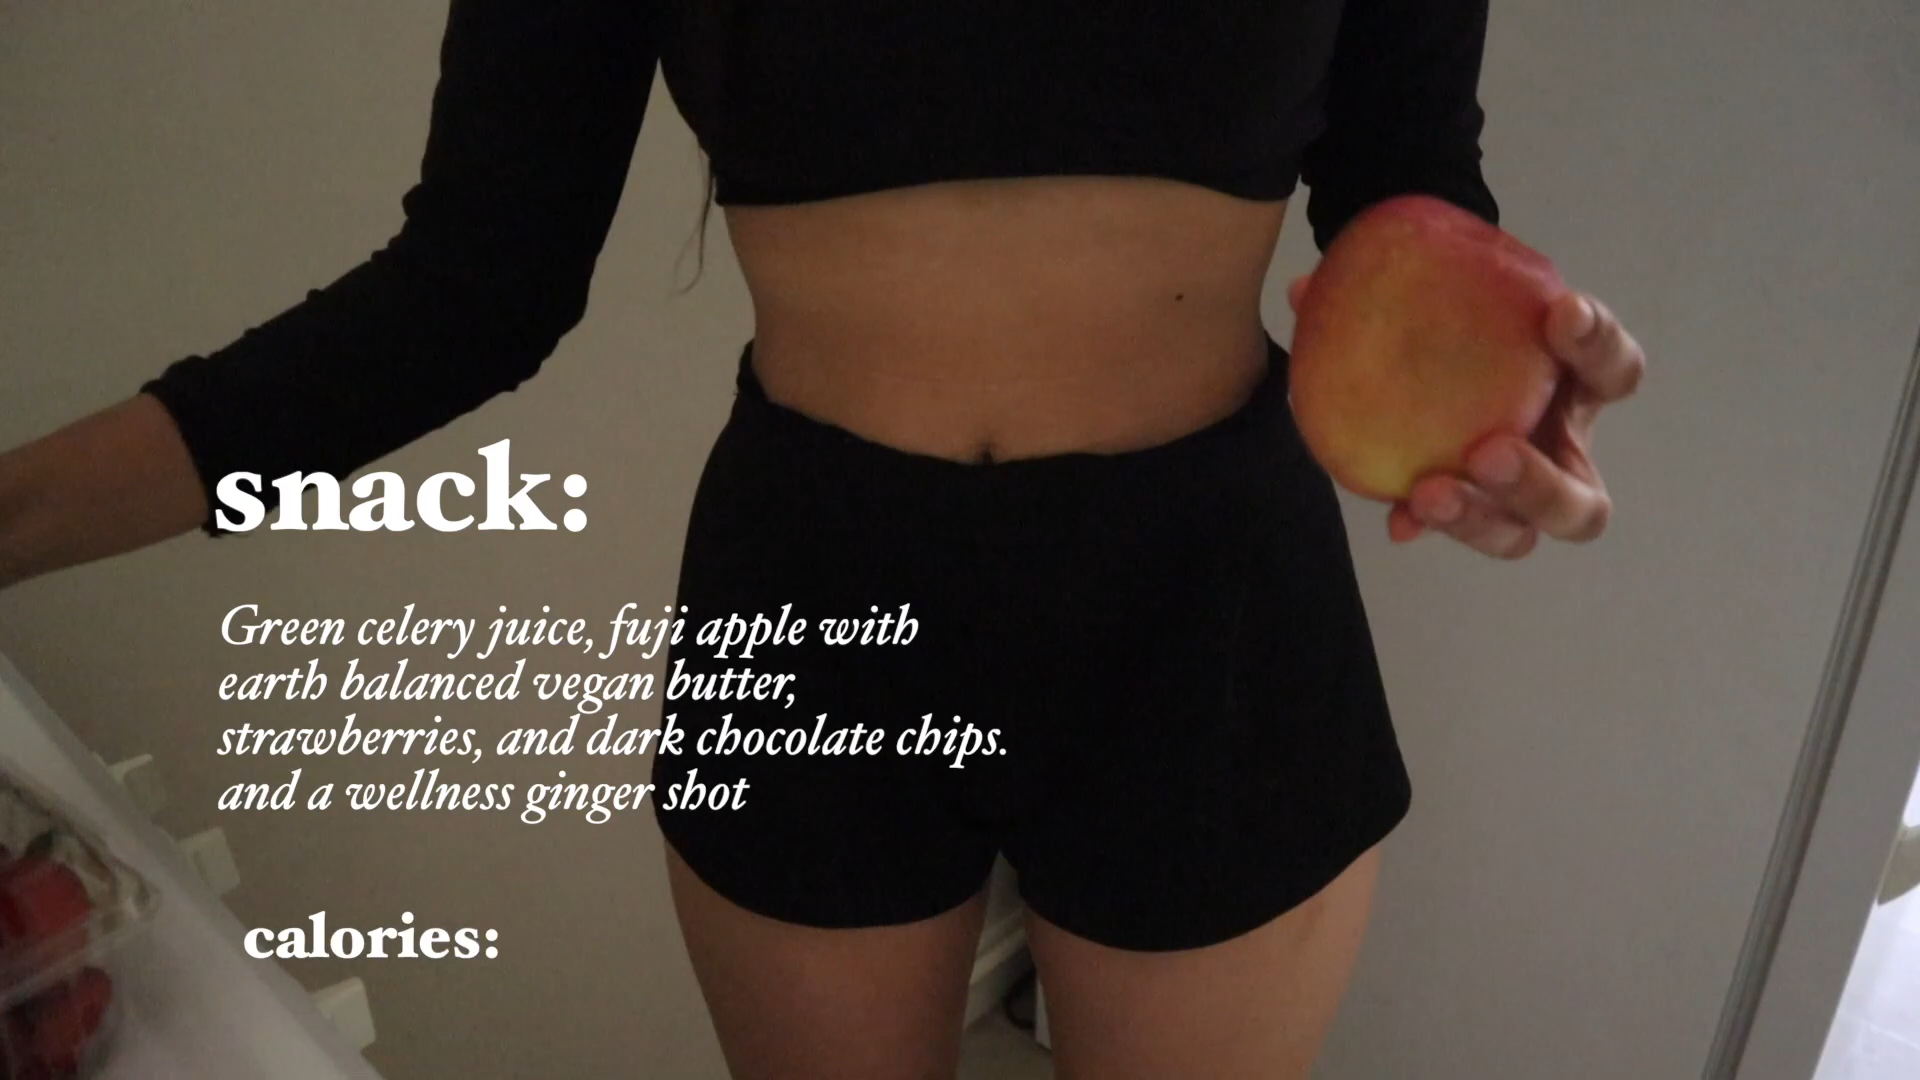 snack:
Green celery juice, fuji apple with
earth balanced vegan butter,
strawberries, and dark chocolate chips.
and a wellness ginger shot
calories: